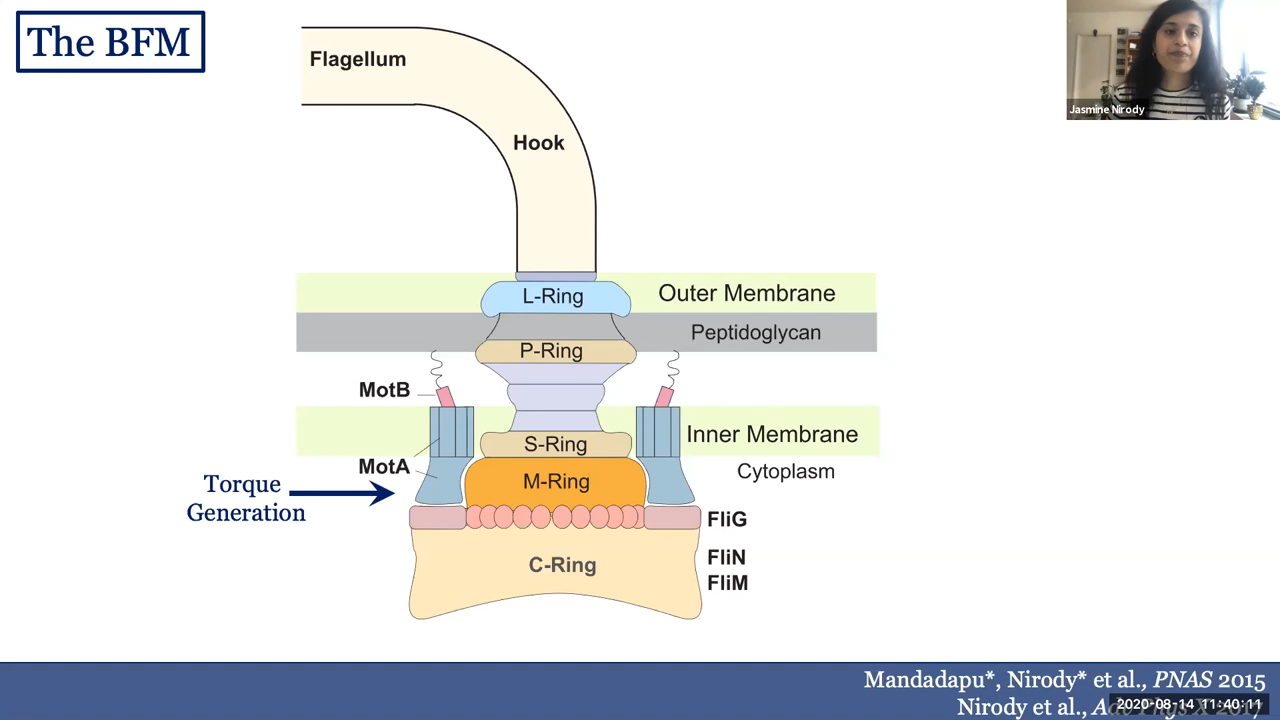 The BFM
Jasmine Nirody
Flagellum
Hook
L-Ring
Outer Membrane
Peptidoglycan
P-Ring
MotB
Inner Membrane
S-Ring
MotA
Cytoplasm
M-Ring
Torque
Generation
FliG
C-Ring
FliN
FliM
Mandadapu*, Nirody* et al., PNAS 2015
Nirody et al.,
2020-08-14 11:40:11